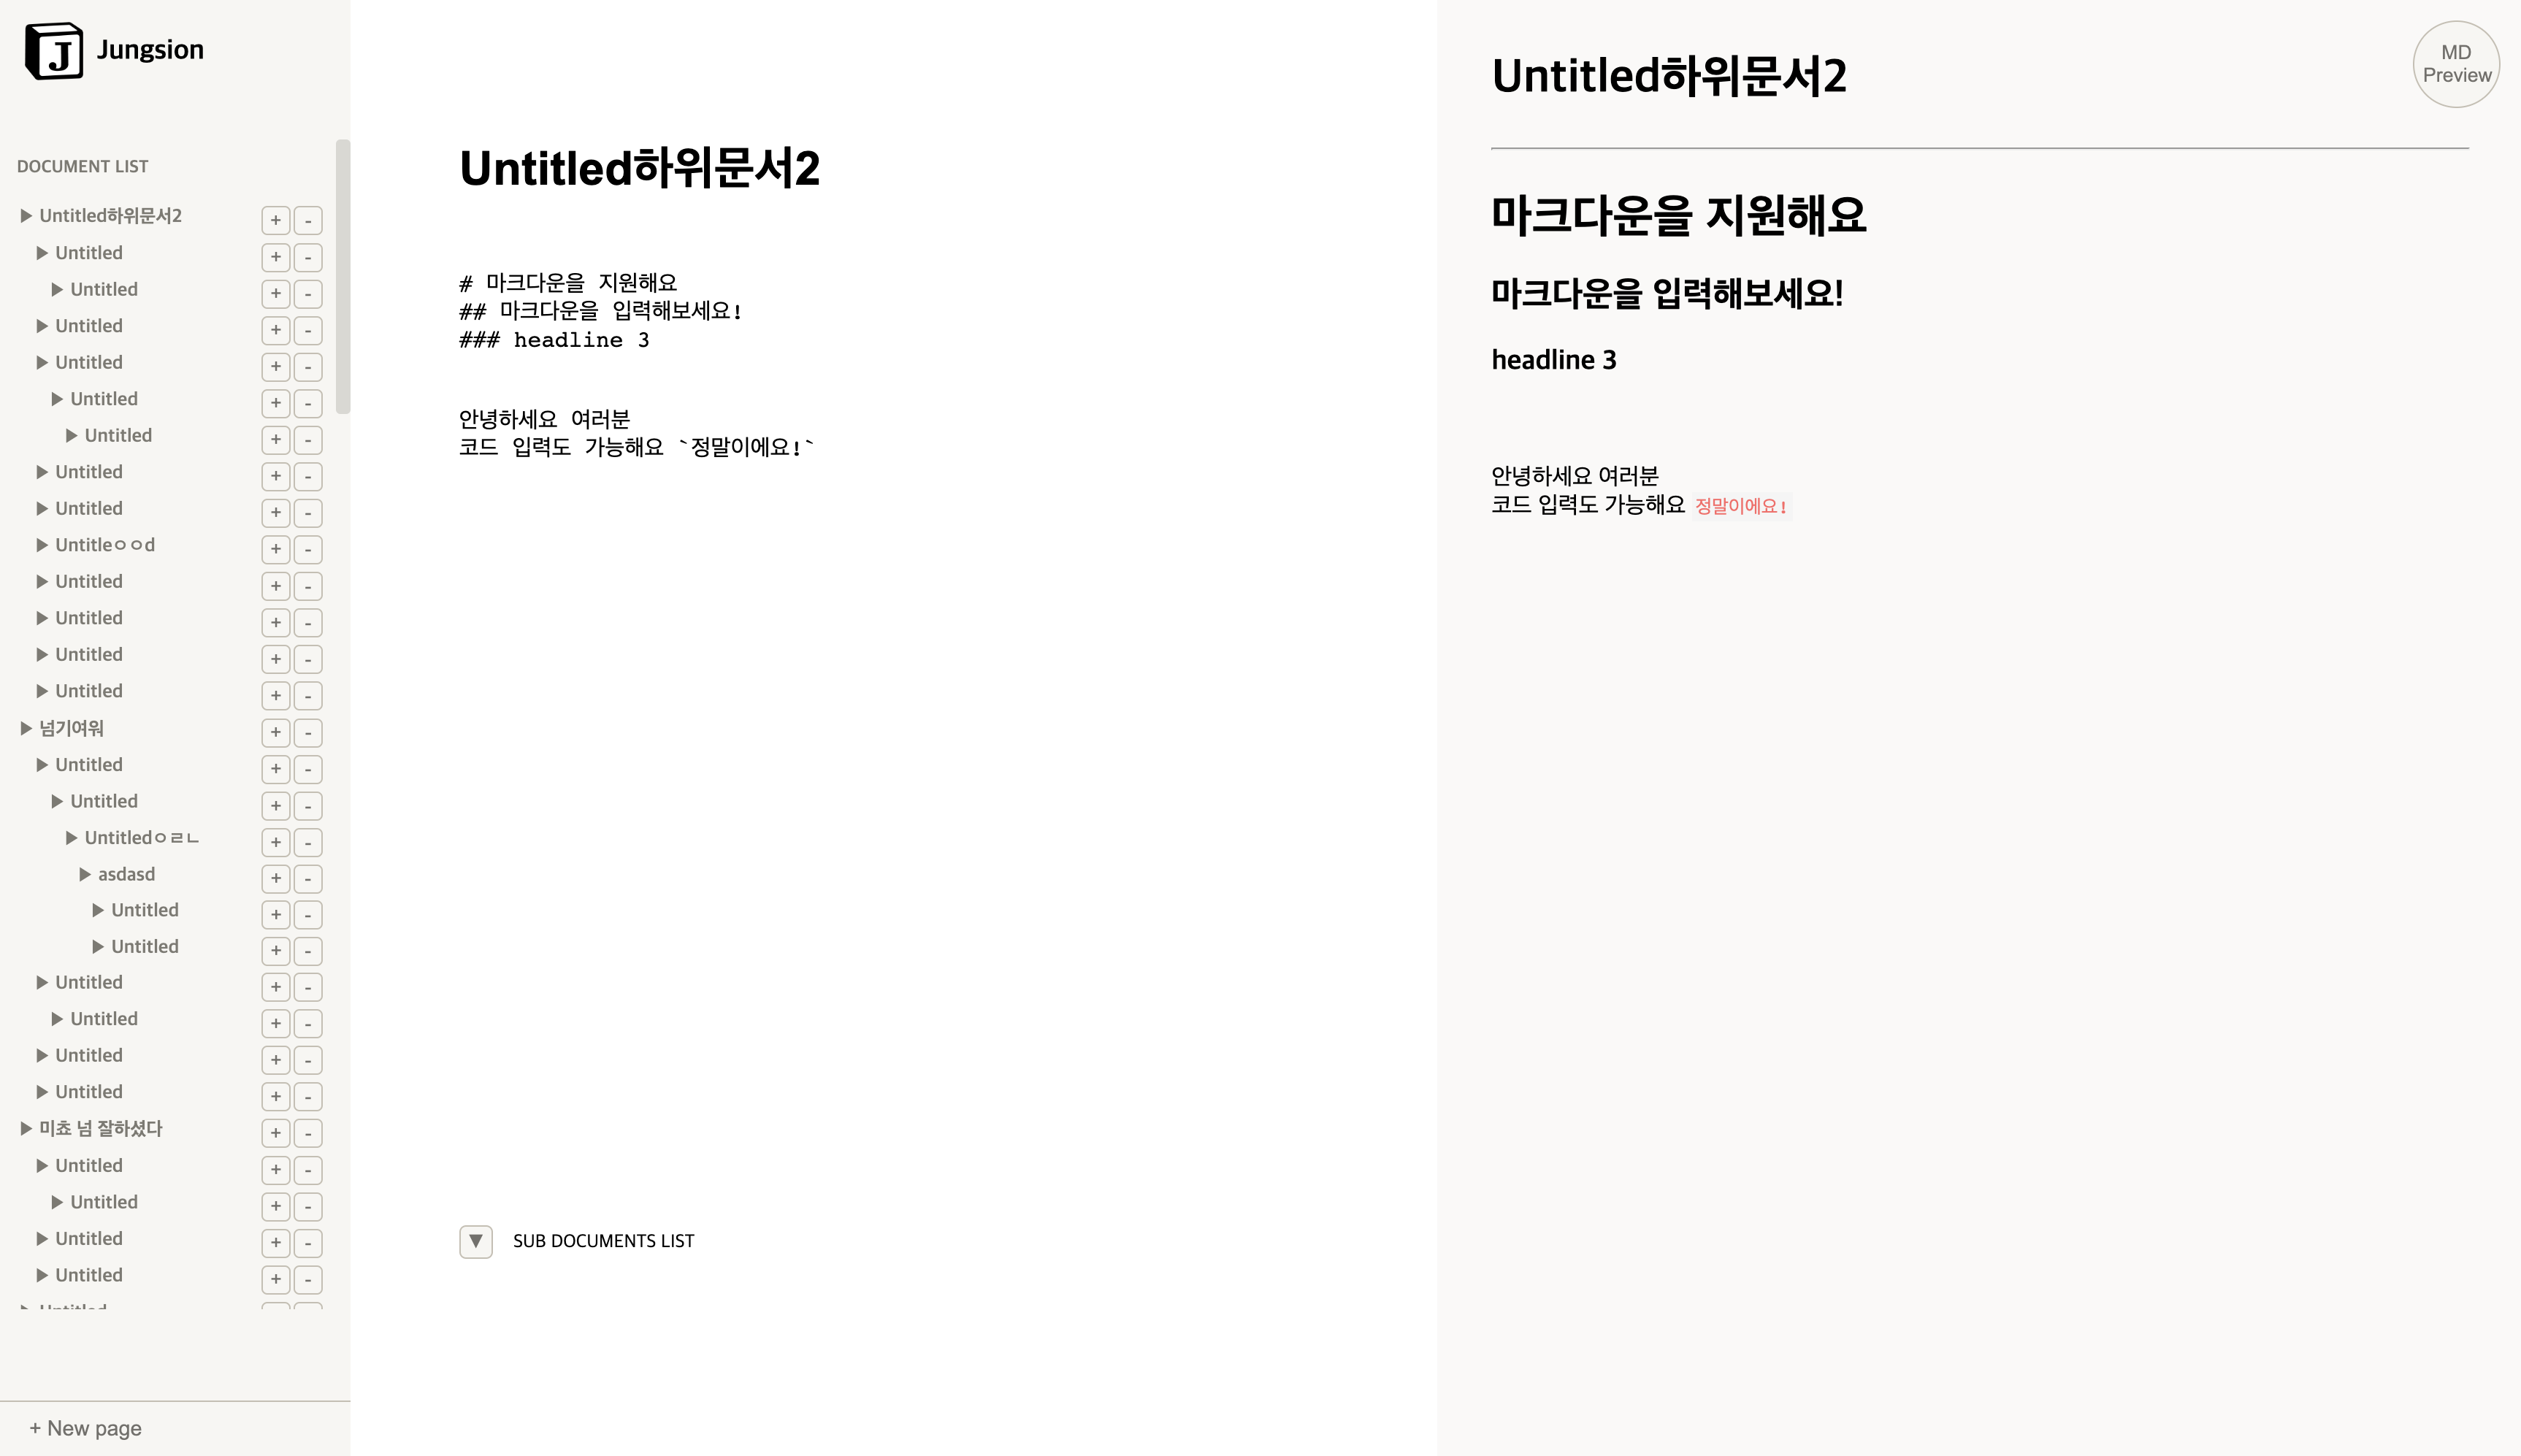 J Jungsion
DOCUMENT LIST
▶ Untitled하위문서2 + -
▶ Untitled + -
▶ Untitled + -
▶ Untitled + -
▶ Untitled + -
▶ Untitled + -
▶ Untitled + -
▶ Untitled + -
▶ Untitled + -
▶ Untitleㅇㅇd + -
▶ Untitled + -
▶ Untitled + -
▶ Untitled + -
▶ Untitled + -
▶ 넘기여워 + -
▶ Untitled + -
▶ Untitled + -
▶ Untitledㅇㄹㄴ + -
▶ asdasd + -
▶ Untitled + -
▶ Untitled + -
▶ Untitled + -
▶ Untitled + -
▶ Untitled + -
▶ Untitled + -
▶ 미쵸 넘 잘하셨다 + -
▶ Untitled + -
▶ Untitled + -
▶ Untitled + -
▶ Untitled + -
▶ Untitled
+ New page
Untitled하위문서2
# 마크다운을 지원해요
## 마크다운을 입력해보세요!
### headline 3
안녕하세요 여러분
코드 입력도 가능해요 `정말이에요!`
▼ SUB DOCUMENTS LIST
MD
Preview
Untitled하위문서2
마크다운을 지원해요
마크다운을 입력해보세요!
headline 3
안녕하세요 여러분
코드 입력도 가능해요 정말이에요!